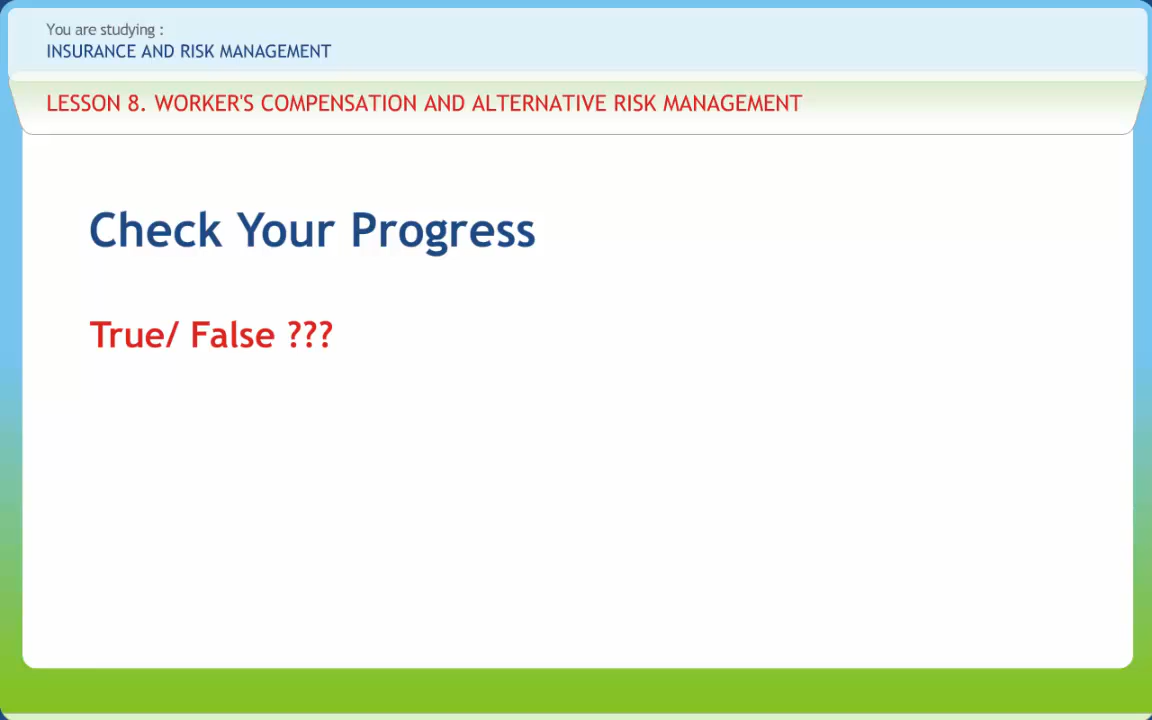 You are studying :
INSURANCE AND RISK MANAGEMENT
LESSON 8. WORKER'S COMPENSATION AND ALTERNATIVE RISK MANAGEMENT
Check Your Progress
True/ False ???